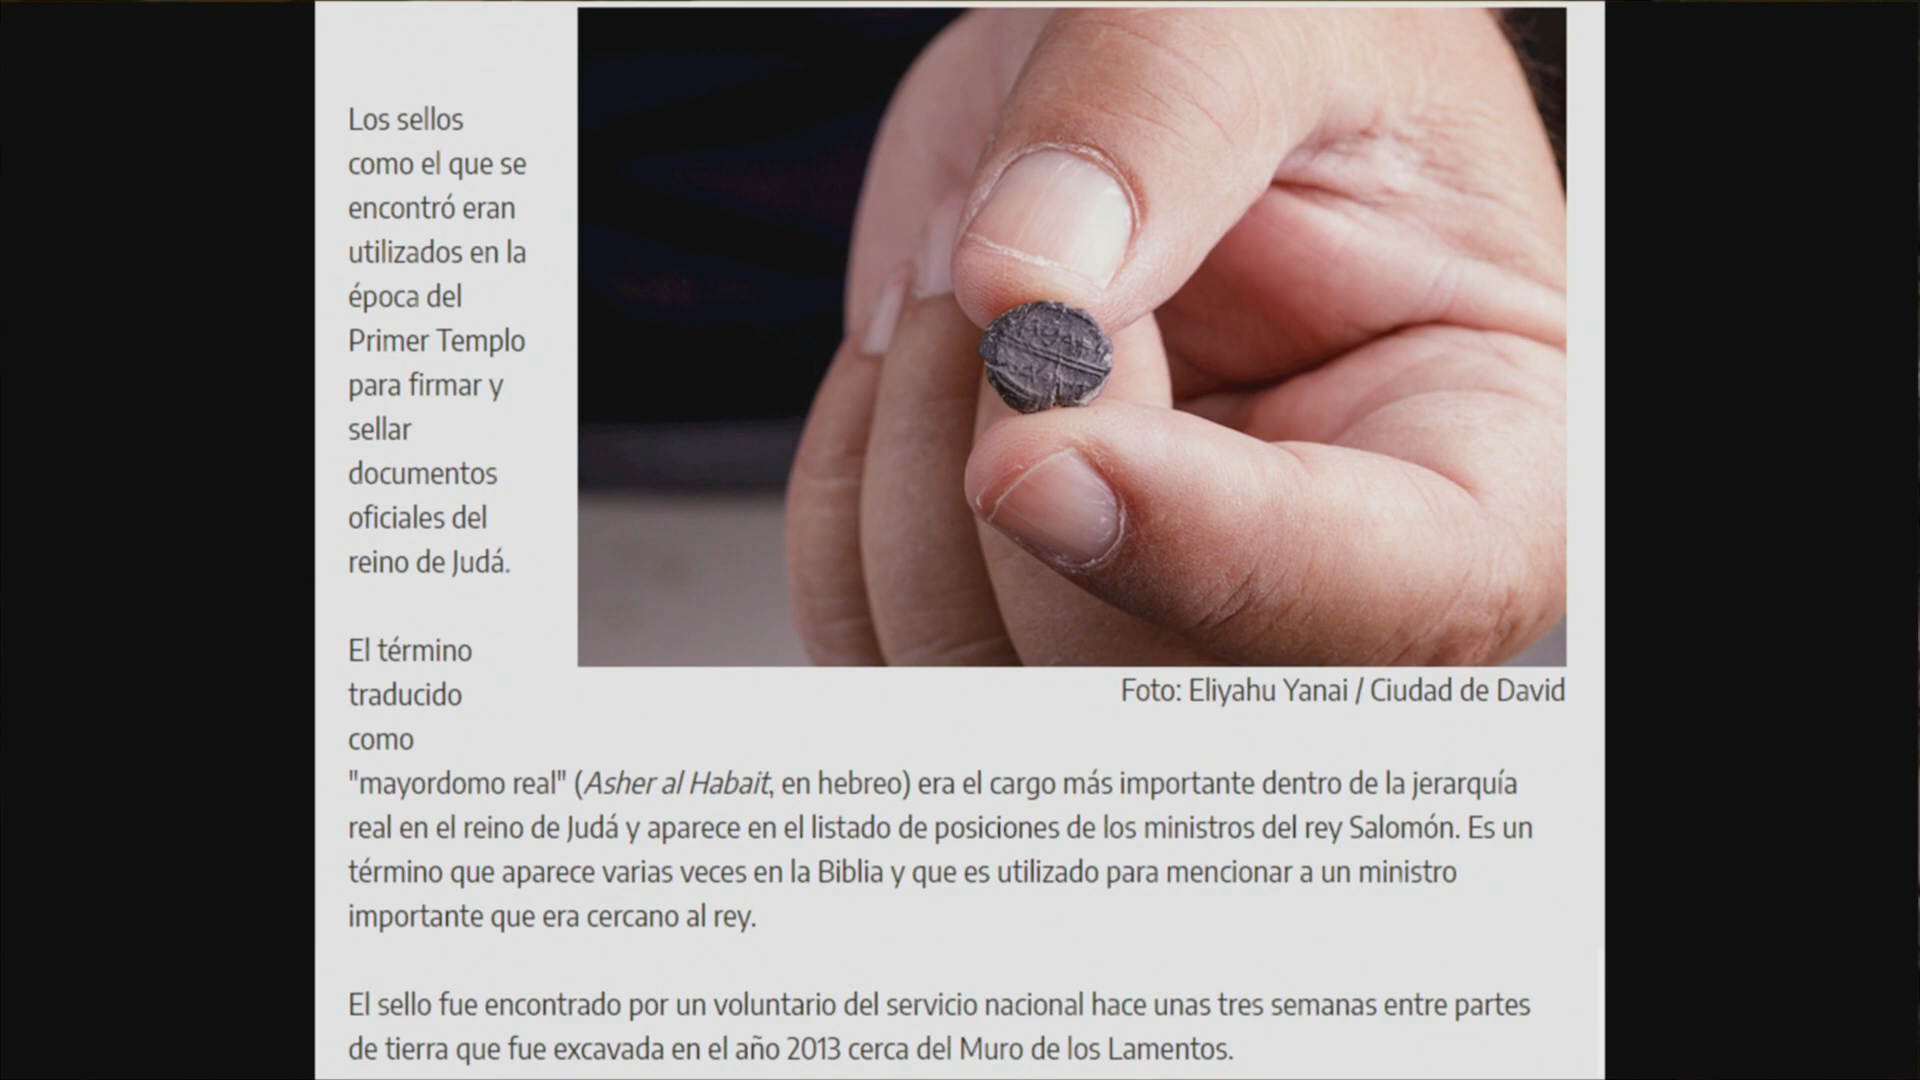 Los sellos
como el que se
encontró eran
utilizados en la
época del
Primer Templo
para firmar y
sellar
documentos
oficiales del
reino de Judá.
El término
traducido
como
"mayordomo real" (Asher al Habait, en hebreo) era el cargo más importante dentro de la jerarquía
real en el reino de Judá y aparece en el listado de posiciones de los ministros del rey Salomón. Es un
término que aparece varias veces en la Biblia y que es utilizado para mencionar a un ministro
importante que era cercano al rey.
El sello fue encontrado por un voluntario del servicio nacional hace unas tres semanas entre partes
de tierra que fue excavada en el año 2013 cerca del Muro de los Lamentos.
Foto: Eliyahu Yanai / Ciudad de David